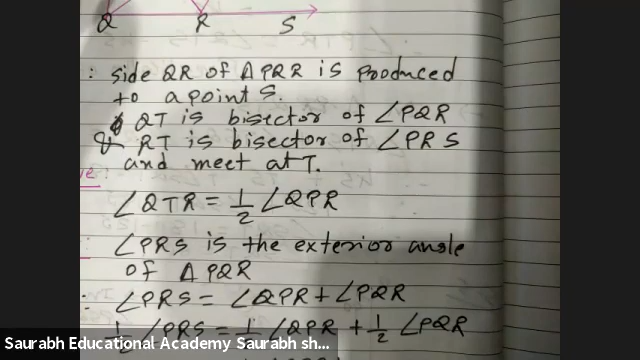 Q R S
: side QR of Δ PQR is produced
to a point S.
QT is bisector of ∠PQR
& RT is bisector of ∠PRS
and meet at T.
∠QTR = 1/2 ∠QPR
∠PRS is the exterior angle
of Δ PQR
∠PRS = ∠QPR + ∠PQR
1/2 ∠PRS = 1/2 ∠QPR + 1/2 ∠PQR
Saurabh Educational Academy Saurabh sh...